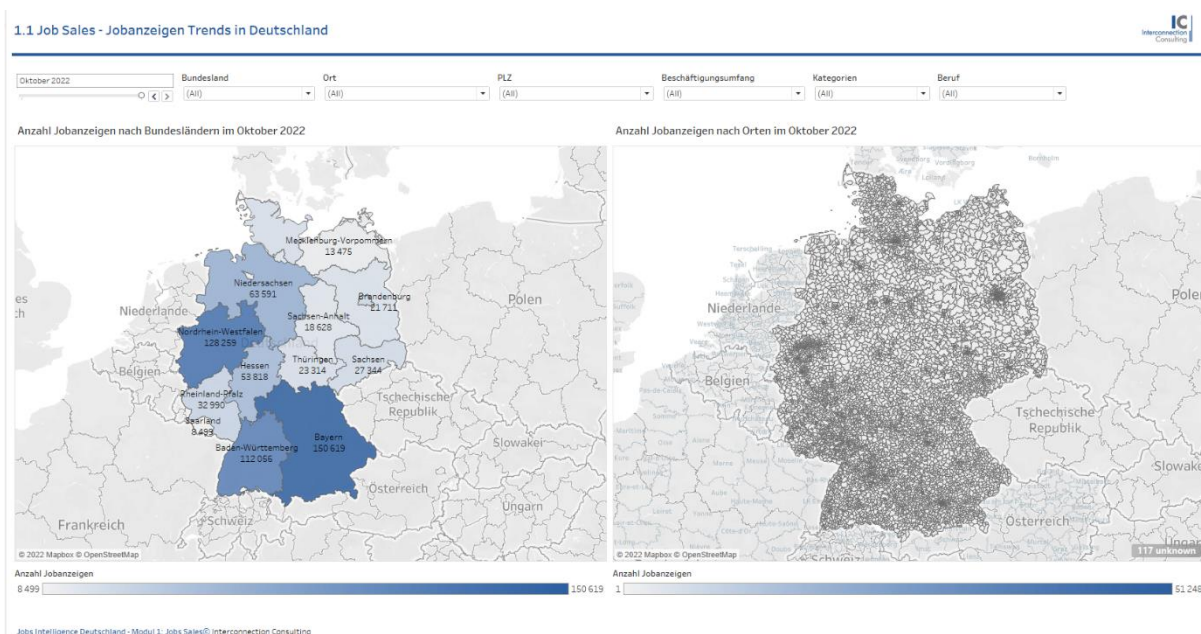 1.1 Job Sales - Jobanzeigen Trends in Deutschland
IC
Interconnection
Consulting
Oktober 2022
Bundesland
(All)
Ort
(All)
PLZ
(All)
Beschäftigungsumfang
(All)
Kategorien
(All)
Beruf
(All)
Anzahl Jobanzeigen nach Bundesländern im Oktober 2022
Mecklenburg-Vorpommern
13 475
Niedersachsen
63 591
Brandenburg
21 711
Niederlande
Polen
Sachsen-Anhalt
18 628
Nordrhein-Westfalen
128 259
Hessen
53 818
Thüringen
23 314
Sachsen
27 344
Belgien
Rheinland-Pfalz
32 990
Tschechische
Republik
Saarland
8 499
Baden-Württemberg
112 056
Bayern
150 619
Slowakei
Österreich
Ungarn
Frankreich
Schweiz
© 2022 Mapbox © OpenStreetMap
Anzahl Jobanzeigen
8 499
150 619
Anzahl Jobanzeigen nach Orten im Oktober 2022
Bornholm
Niederlande
Belgien
Tschechische
Republik
Österreich
Frankreich
Schweiz
© 2022 Mapbox © OpenStreetMap
117 unknown
Anzahl Jobanzeigen
1
51 248
Jobs Intelligence Deutschland - Modul 1: Jobs Sales© Interconnection Consulting